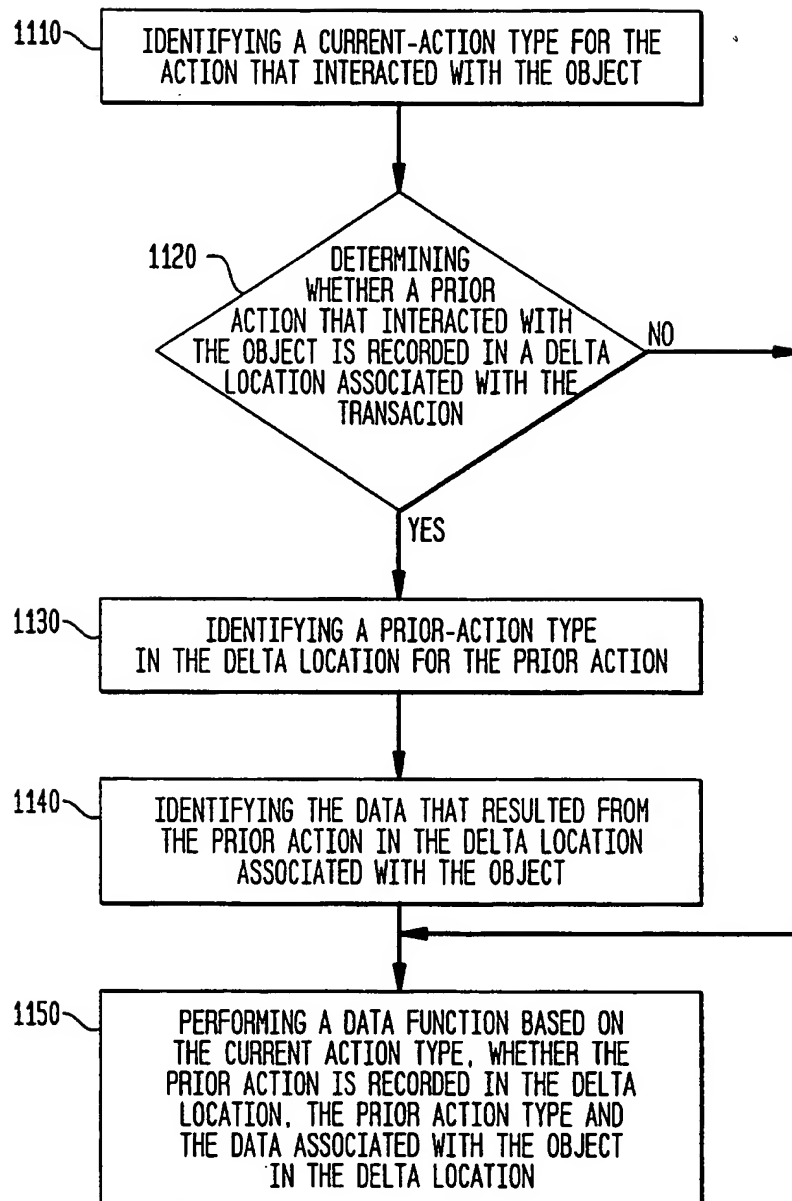 1110
IDENTIFYING A CURRENT-ACTION TYPE FOR THE
ACTION THAT INTERACTED WITH THE OBJECT
1120
DETERMINING
WHETHER A PRIOR
ACTION THAT INTERACTED WITH
THE OBJECT IS RECORDED IN A DELTA
LOCATION ASSOCIATED WITH THE
TRANSACION
NO
YES
1130
IDENTIFYING A PRIOR-ACTION TYPE
IN THE DELTA LOCATION FOR THE PRIOR ACTION
1140
IDENTIFYING THE DATA THAT RESULTED FROM
THE PRIOR ACTION IN THE DELTA LOCATION
ASSOCIATED WITH THE OBJECT
1150
PERFORMING A DATA FUNCTION BASED ON
THE CURRENT ACTION TYPE, WHETHER THE
PRIOR ACTION IS RECORDED IN THE DELTA
LOCATION, THE PRIOR ACTION TYPE AND
THE DATA ASSOCIATED WITH THE OBJECT
IN THE DELTA LOCATION